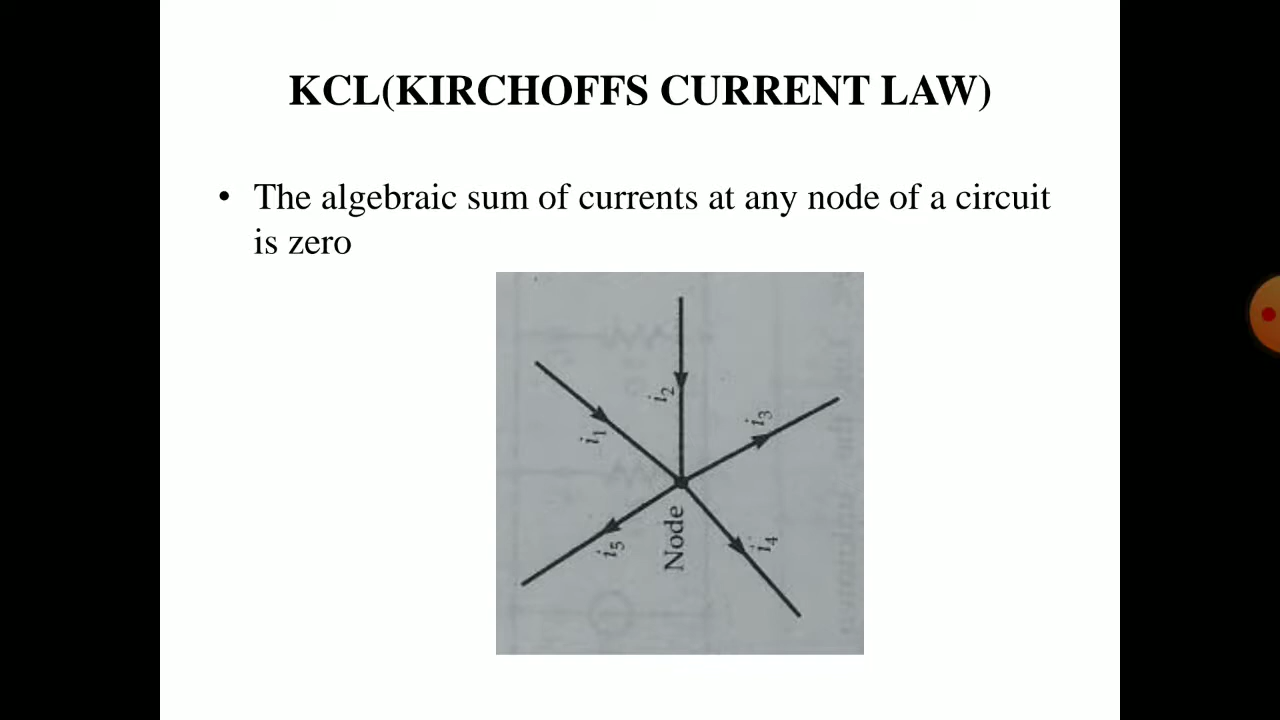 KCL(KIRCHOFFS CURRENT LAW)
• The algebraic sum of currents at any node of a circuit
is zero
i₁
i₂
i₃
i₅
Node
i₄